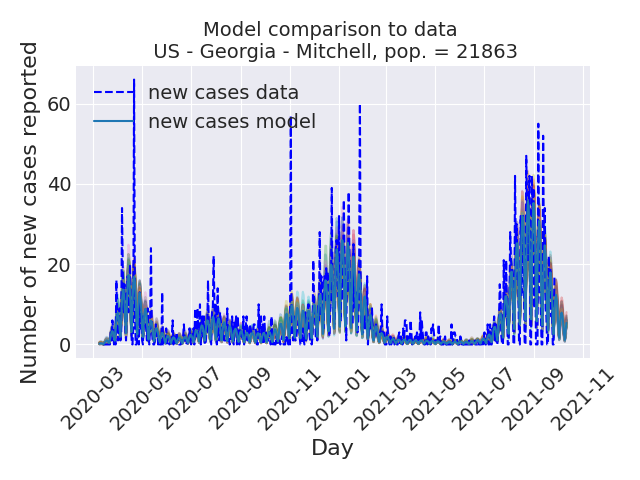 Model comparison to data
US - Georgia - Mitchell, pop. = 21863
Number of new cases reported
60
40
20
0
new cases data
new cases model
2020-03
2020-05
2020-07
2020-09
2020-11
2021-01
2021-03
2021-05
2021-07
2021-09
2021-11
Day